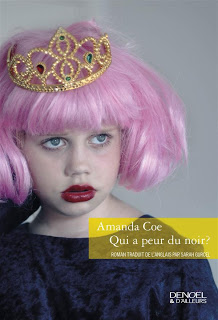 Amanda Coe
Qui a peur du noir?
ROMAN TRADUIT DE L'ANGLAIS PAR SARAH GURCEL
DENOËL
& D'AILLEURS